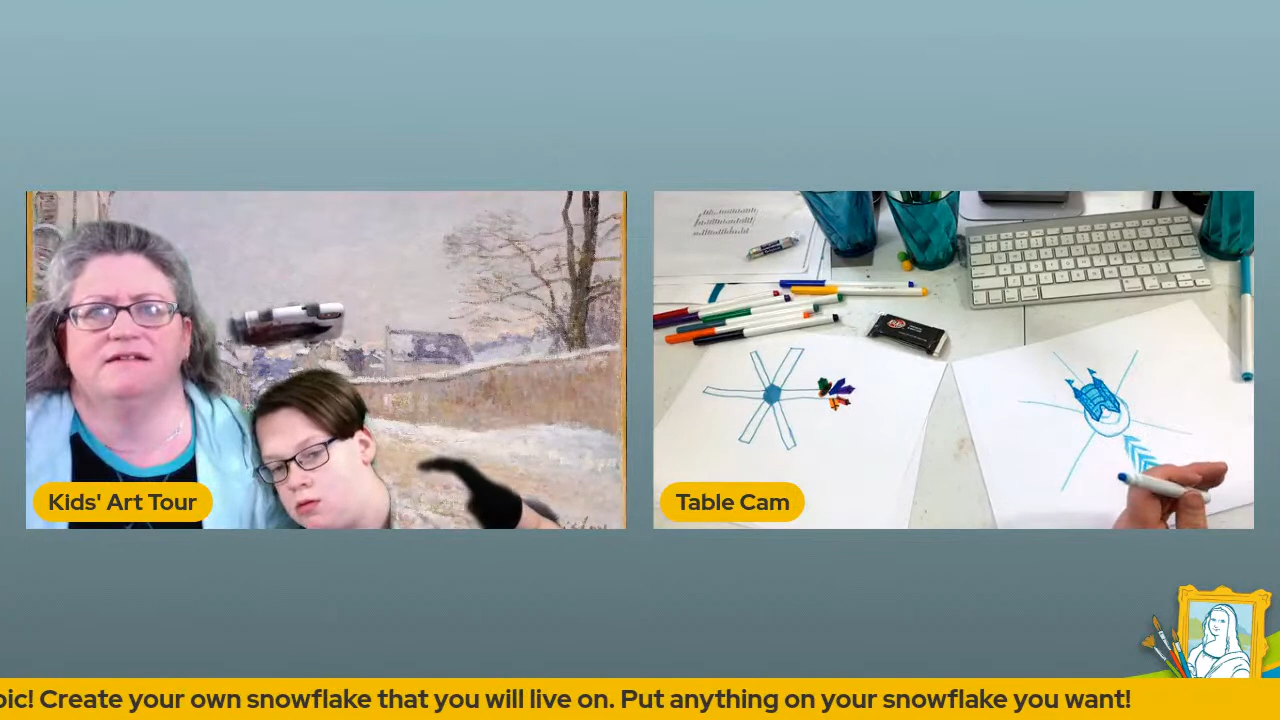 Kids' Art Tour
Table Cam
pic! Create your own snowflake that you will live on. Put anything on your snowflake you want!